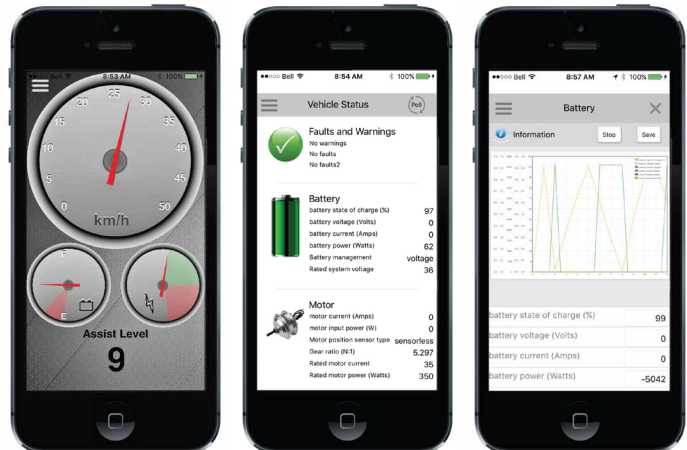 Bell 8:53 AM 100%
25
20 30
15 35
10 40
5 45
0 50
km/h
F
E
Assist Level
9
Bell 8:54 AM 100%
Vehicle Status Poll
Faults and Warnings
No warnings
No faults
No faults2
Battery
battery state of charge (%) 97
battery voltage (Volts) 0
battery current (Amps) 0
battery power (Watts) 62
Battery management voltage
Rated system voltage 36
Motor
motor current (Amps) 0
motor input power (W) 0
Motor position sensor type sensorless
Gear ratio (N:1) 5.297
Rated motor current 35
Rated motor power (Watts) 350
Bell 8:57 AM 100%
Battery
Information Stop Save
battery state of charge (%) 99
battery voltage (Volts) 0
battery current (Amps) 0
battery power (Watts) -5042